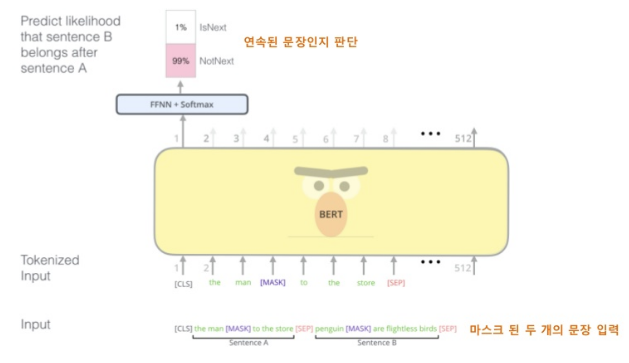 Predict likelihood
that sentence B
belongs after
sentence A
1% IsNext
99% NotNext
연속된 문장인지 판단
FFNN + Softmax
1 2 3 4 5 6 7 8 ••• 512
BERT
Tokenized
Input
1 2 ••• 512
[CLS] the man [MASK] to the store [SEP]
Input
[CLS] the man [MASK] to the store [SEP] penguin [MASK] are flightless birds [SEP]
마스크 된 두 개의 문장 입력
Sentence A Sentence B